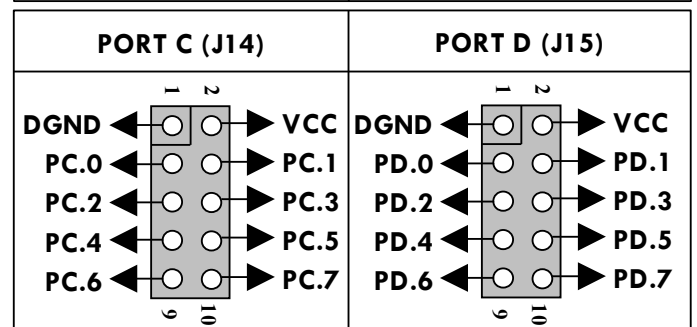 PORT C (J14) PORT D (J15)
1 2 1 2
DGND VCC DGND VCC
PC.0 PC.1 PD.0 PD.1
PC.2 PC.3 PD.2 PD.3
PC.4 PC.5 PD.4 PD.5
PC.6 PC.7 PD.6 PD.7
9 10 9 10